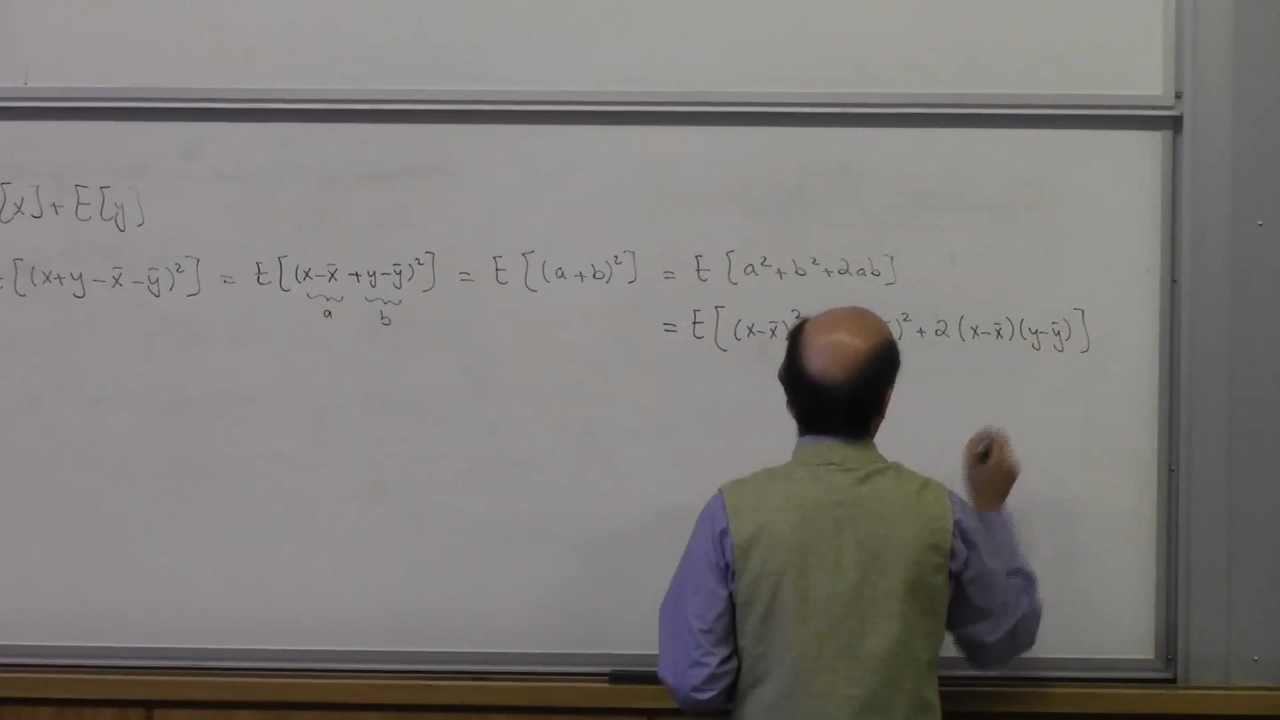 [x] + E[y]
[(x+y-x̄-ȳ)²] = E[(x-x̄+y-ȳ)²] = E[(a+b)²] = E[a²+b²+2ab]
a b
= E[(x-x̄)² )²+2(x-x̄)(y-ȳ)]